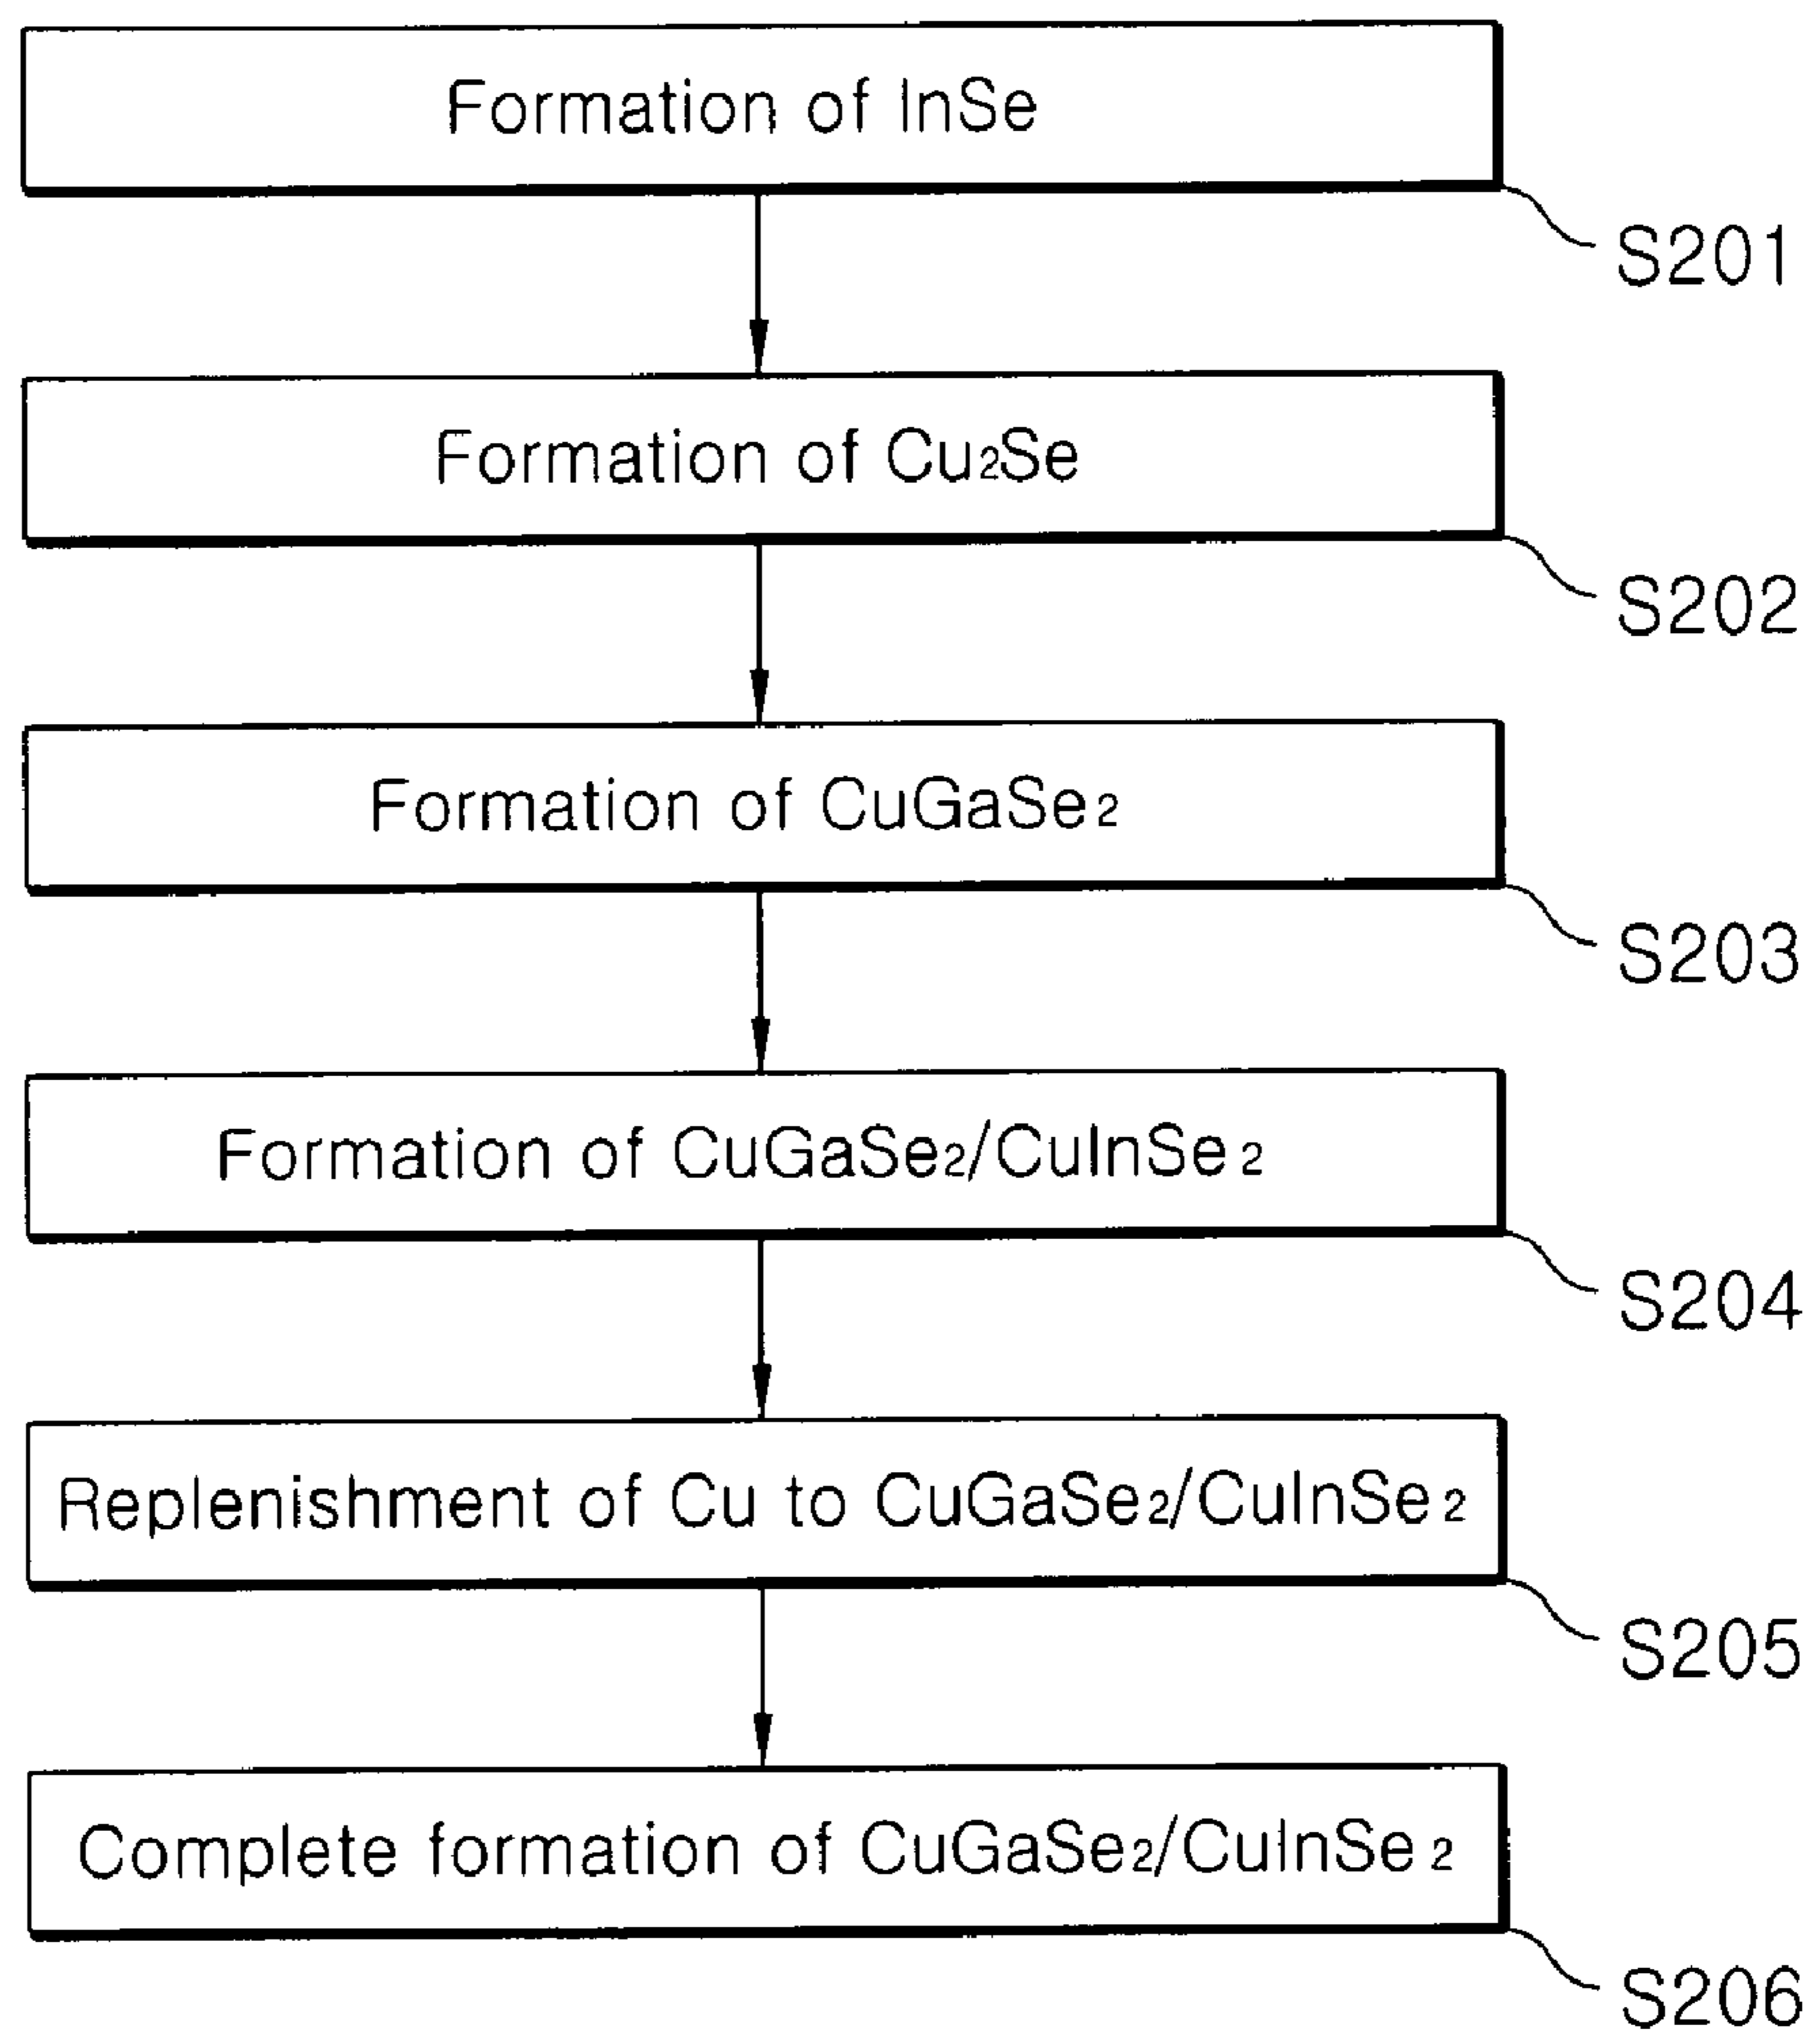 Formation of InSe
S201
Formation of Cu₂Se
S202
Formation of CuGaSe₂
S203
Formation of CuGaSe₂/CuInSe₂
S204
Replenishment of Cu to CuGaSe₂/CuInSe₂
S205
Complete formation of CuGaSe₂/CuInSe₂
S206